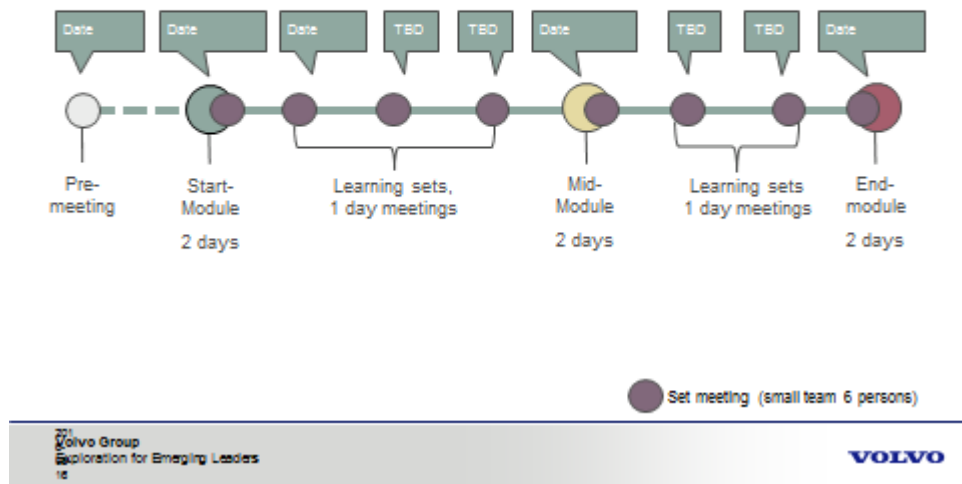 Date
Date
Date
TBD
TBD
Date
TBD
TBD
Date
Pre-
meeting
Start-
Module
2 days
Learning sets,
1 day meetings
Mid-
Module
2 days
Learning sets
1 day meetings
End-
module
2 days
Set meeting (small team 6 persons)
Volvo Group
Exploration for Emerging Leaders
VOLVO